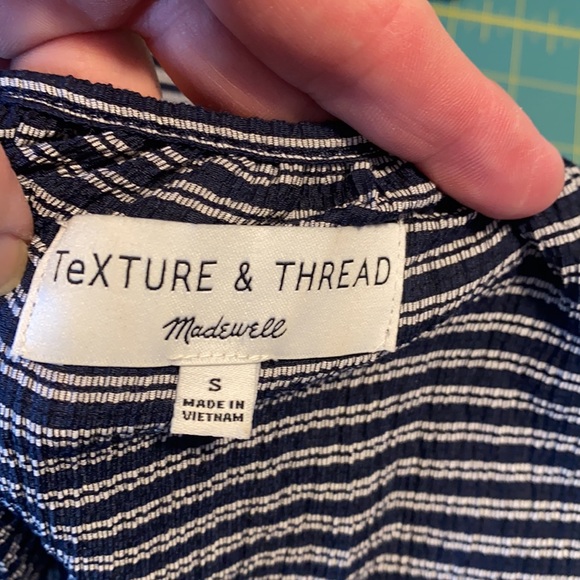 TeXTURE & THREAD
Madewell
S
MADE IN
VIETNAM